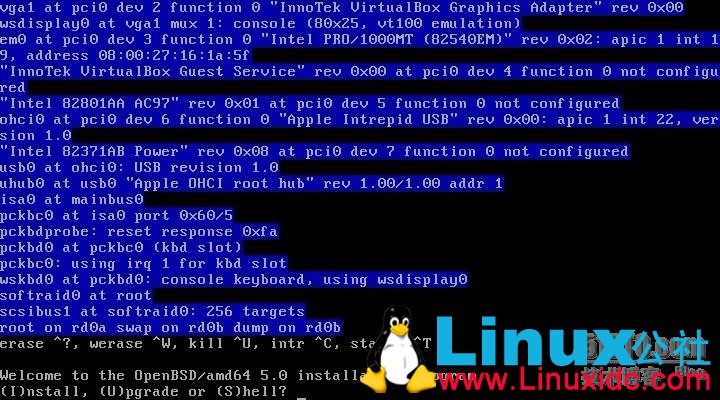 vga1 at pci0 dev 2 function 0 "InnoTek VirtualBox Graphics Adapter" rev 0x00
wsdisplay0 at vga1 mux 1: console (80x25, vt100 emulation)
em0 at pci0 dev 3 function 0 "Intel PRO/1000MT (82540EM)" rev 0x02: apic 1 int 1
9, address 08:00:27:16:1a:5f
"InnoTek VirtualBox Guest Service" rev 0x00 at pci0 dev 4 function 0 not configu
red
"Intel 82801AA AC97" rev 0x01 at pci0 dev 5 function 0 not configured
ohci0 at pci0 dev 6 function 0 "Apple Intrepid USB" rev 0x00: apic 1 int 22, ver
sion 1.0
"Intel 82371AB Power" rev 0x08 at pci0 dev 7 function 0 not configured
usb0 at ohci0: USB revision 1.0
uhub0 at usb0 "Apple OHCI root hub" rev 1.00/1.00 addr 1
isa0 at mainbus0
pckbc0 at isa0 port 0x60/5
pckbdprobe: reset response 0xfa
pckbd0 at pckbc0 (kbd slot)
pckbc0: using irq 1 for kbd slot
wskbd0 at pckbd0: console keyboard, using wsdisplay0
softraid0 at root
scsibus1 at softraid0: 256 targets
root on rd0a swap on rd0b dump on rd0b
erase ^?, werase ^W, kill ^U, intr ^C, sta ^T
Welcome to the OpenBSD/amd64 5.0 installa
(I)nstall, (U)pgrade or (S)hell?
Linux公社
www.Linuxidc.com